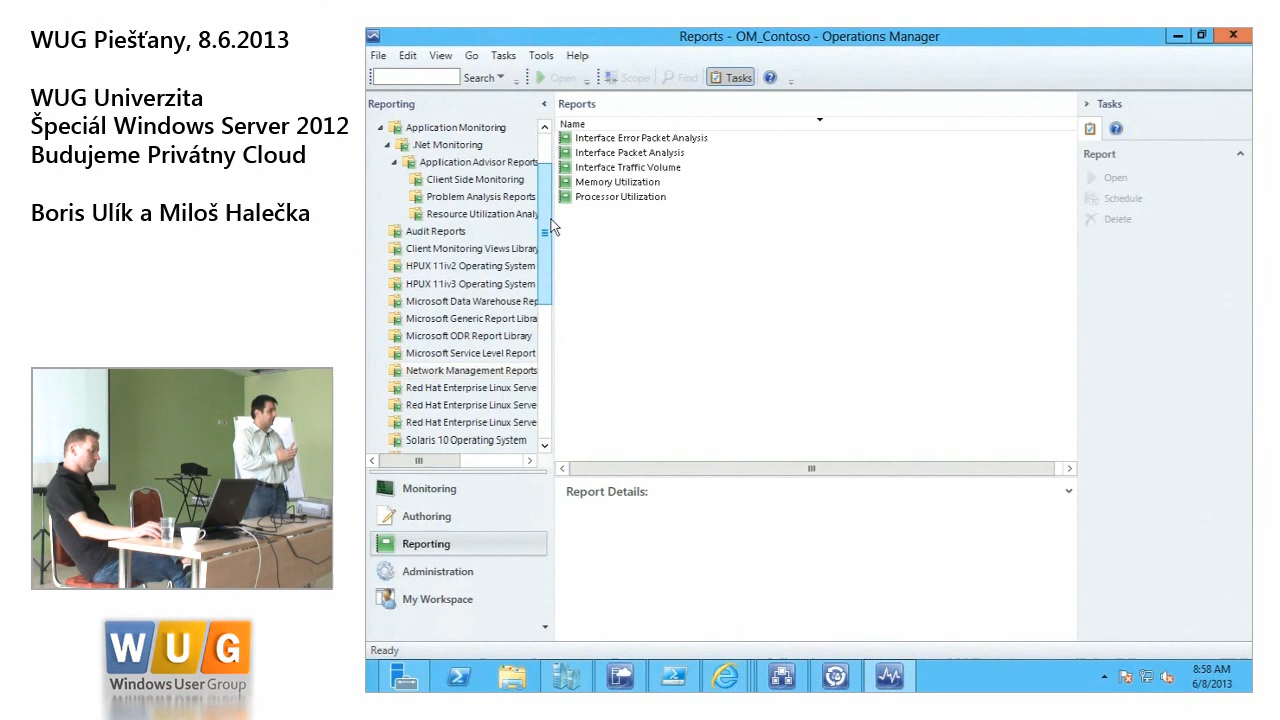 WUG Piešťany, 8.6.2013
WUG Univerzita
Špeciál Windows Server 2012
Budujeme Privátny Cloud
Boris Ulík a Miloš Halečka
WUG
Windows User Group
Reports - OM_Contoso - Operations Manager
File Edit View Go Tasks Tools Help
Search Open Scope Find Tasks
Reporting
Application Monitoring
.Net Monitoring
Application Advisor Reports
Client Side Monitoring
Problem Analysis Reports
Resource Utilization Analy
Audit Reports
Client Monitoring Views Library
HPUX 11iv2 Operating System
HPUX 11iv3 Operating System
Microsoft Data Warehouse Rep
Microsoft Generic Report Libra
Microsoft ODR Report Library
Microsoft Service Level Report
Network Management Reports
Red Hat Enterprise Linux Serve
Red Hat Enterprise Linux Serve
Red Hat Enterprise Linux Serve
Solaris 10 Operating System
Monitoring
Authoring
Reporting
Administration
My Workspace
Reports
Name
Interface Error Packet Analysis
Interface Packet Analysis
Interface Traffic Volume
Memory Utilization
Processor Utilization
Report Details:
Tasks
Report
Open
Schedule
Delete
Ready
8:58 AM
6/8/2013